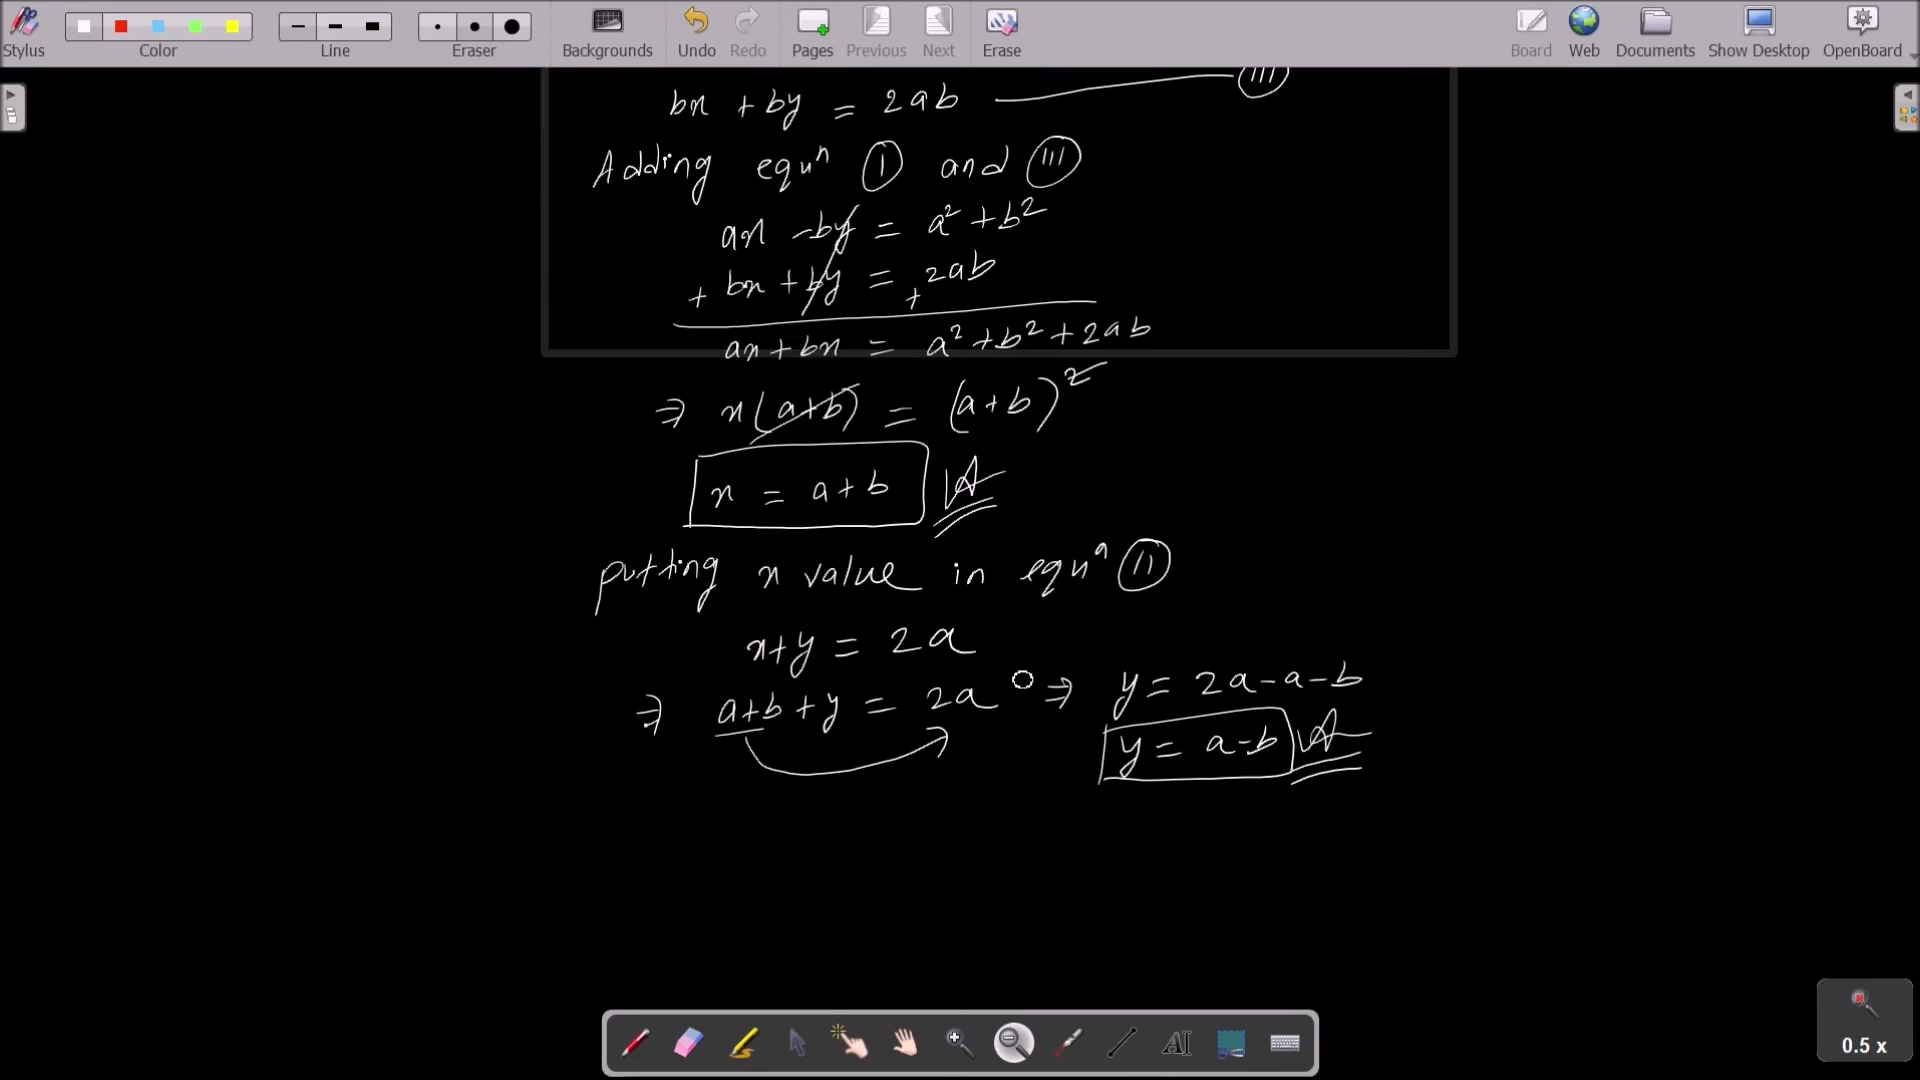 Stylus Color Line Eraser Backgrounds Undo Redo Pages Previous Next Erase Board Web Documents Show Desktop OpenBoard
bx + by = 2ab (III)
Adding equⁿ (I) and (III)
ax - by = a² + b²
+ bx + by = + 2ab
ax + bx = a² + b² + 2ab
⇒ x(a+b) = (a+b)²
x = a+b
putting x value in equⁿ (II)
x+y = 2a
⇒ a+b+y = 2a ⇒ y = 2a-a-b
y = a-b
AI
0.5 x